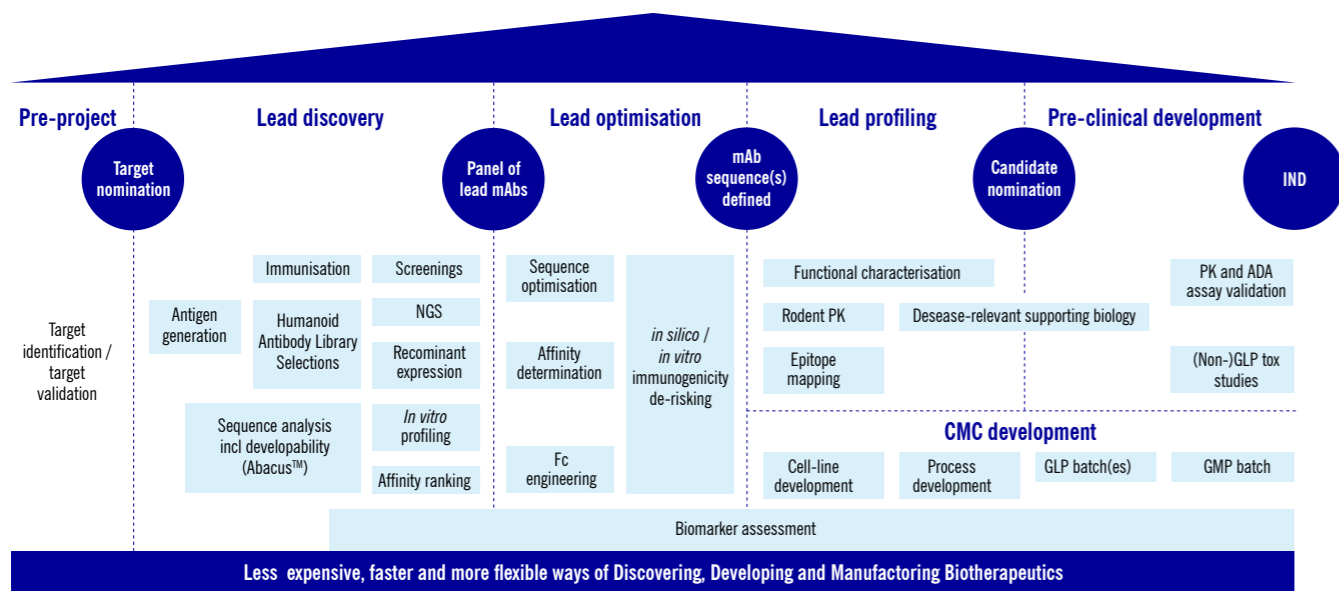 Pre-project
Lead discovery
Lead optimisation
Lead profiling
Pre-clinical development
Target
nomination
Panel of
lead mAbs
mAb
sequence(s)
defined
Candidate
nomination
IND
Target
identification /
target
validation
Antigen
generation
Immunisation
Humanoid
Antibody Library
Selections
Sequence analysis
incl developability
(Abacus™)
Screenings
NGS
Recominant
expression
In vitro
profiling
Affinity ranking
Sequence
optimisation
Affinity
determination
Fc
engineering
in silico /
in vitro
immunogenicity
de-risking
Functional characterisation
Rodent PK
Desease-relevant supporting biology
Epitope
mapping
PK and ADA
assay validation
(Non-)GLP tox
studies
CMC development
Cell-line
development
Process
development
GLP batch(es)
GMP batch
Biomarker assessment
Less expensive, faster and more flexible ways of Discovering, Developing and Manufactoring Biotherapeutics